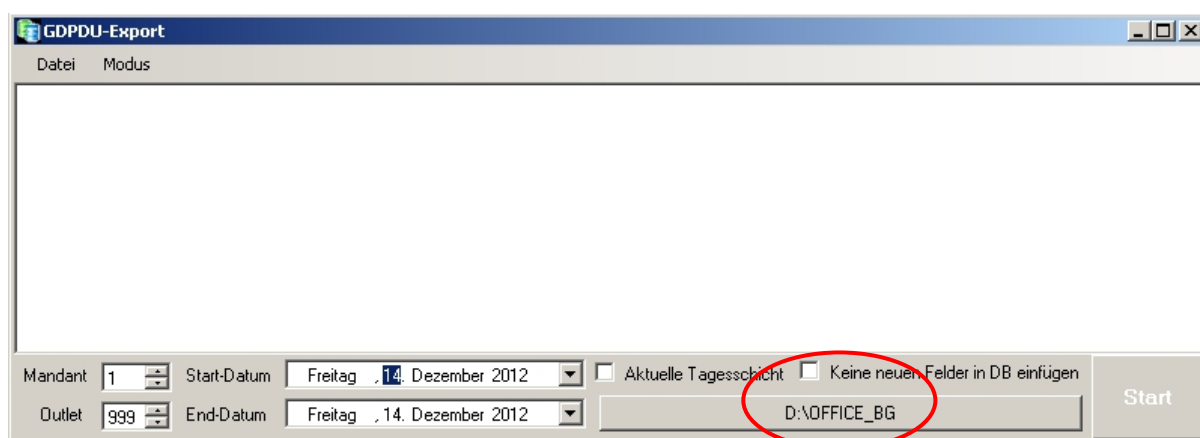 GDPDU-Export
Datei Modus
Mandant 1 Start-Datum Freitag , 14. Dezember 2012 Aktuelle Tagesschicht Keine neuen Felder in DB einfügen
Outlet 999 End-Datum Freitag , 14. Dezember 2012 D:\OFFICE_BG Start